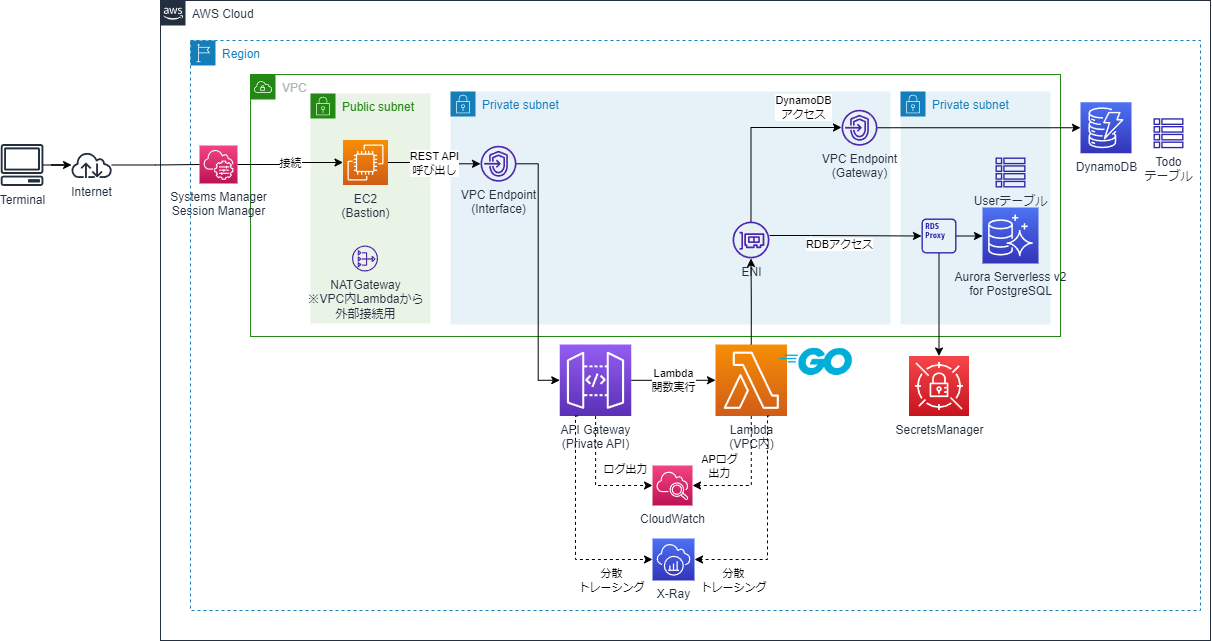 aws
AWS Cloud
Region
VPC
Public subnet
Private subnet
Private subnet
DynamoDB
アクセス
Terminal
Internet
Systems Manager
Session Manager
接続
EC2
(Bastion)
REST API
呼び出し
VPC Endpoint
(Interface)
VPC Endpoint
(Gateway)
DynamoDB
Todo
テーブル
Userテーブル
NATGateway
※VPC内Lambdaから
外部接続用
ENI
RDBアクセス
RDS
Proxy
Aurora Serverless v2
for PostgreSQL
API Gateway
(Private API)
Lambda
関数実行
Lambda
(VPC内)
GO
SecretsManager
ログ出力
APログ
出力
CloudWatch
分散
トレーシング
分散
トレーシング
X-Ray